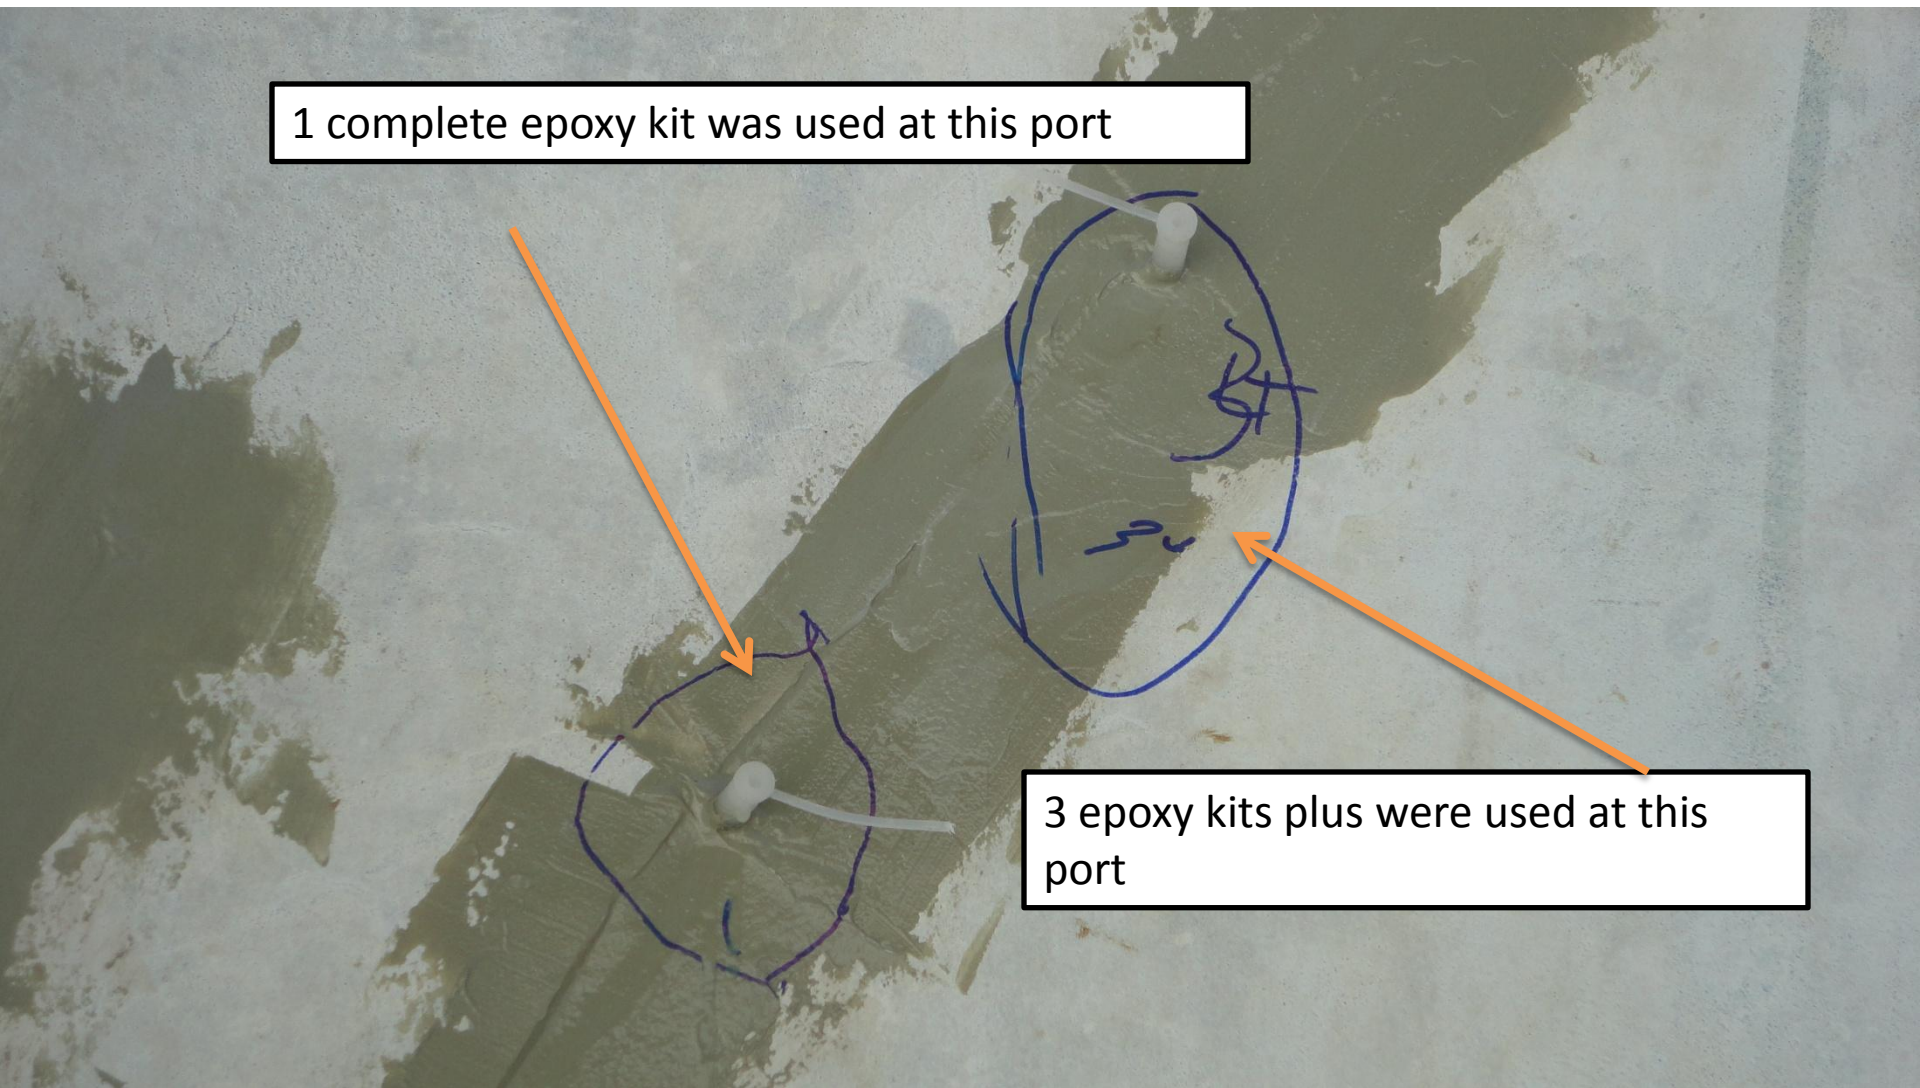 1 complete epoxy kit was used at this port
3 epoxy kits plus were used at this
port